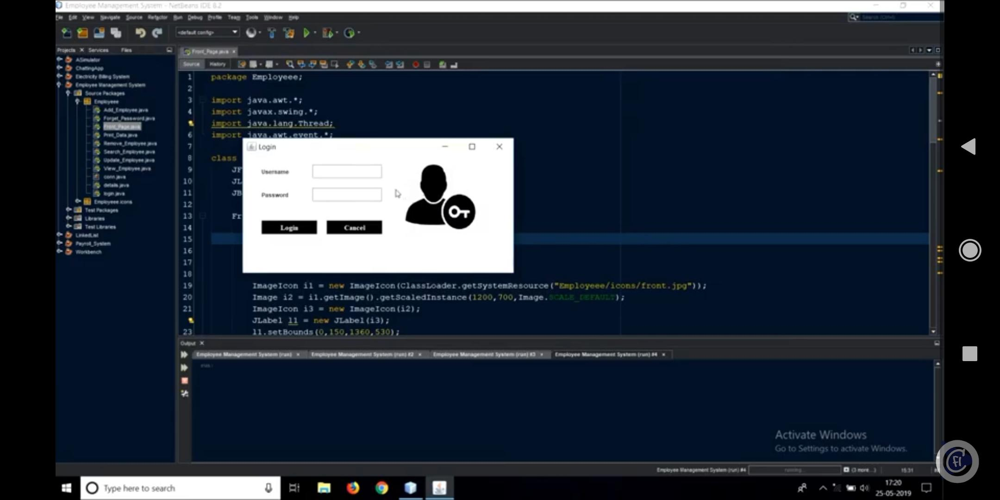 Employee Management System - NetBeans IDE 8.2
File Edit View Navigate Source Refactor Run Debug Profile Team Tools Window Help
Search (Ctrl+I)
<default config>
Projects Services Files
Front_Page.java
Source History
ASimulator
ChattingApp
Electricity Billing System
Employee Management System
Source Packages
Employeee
Add_Employee.java
Forget_Password.java
Front_Page.java
Print_Data.java
Remove_Employee.java
Search_Employee.java
Update_Employee.java
View_Employee.java
conn.java
details.java
login.java
Employeee.icons
Test Packages
Libraries
Test Libraries
LinkedList
Payroll_System
Workbench
1 package Employeee;
2
3 import java.awt.*;
4 import javax.swing.*;
import java.lang.Thread;
6 import java.awt.event.*;
7
8 class
9 JF
10 JL
11 JB
12
13 Fr
14
15
16
17
18
19 ImageIcon i1 = new ImageIcon(ClassLoader.getSystemResource("Employeee/icons/front.jpg"));
20 Image i2 = i1.getImage().getScaledInstance(1200,700,Image.SCALE_DEFAULT);
21 ImageIcon i3 = new ImageIcon(i2);
JLabel l1 = new JLabel(i3);
23 l1.setBounds(0,150,1360,530);
Login
Username
Password
Login Cancel
Output
Employee Management System (run) Employee Management System (run) #2 Employee Management System (run) #3 Employee Management System (run) #4
run:
Activate Windows
Go to Settings to activate Windows.
Employee Management System (run) #4 running... (3 more...) 15:31
Type here to search
17:20
25-05-2019